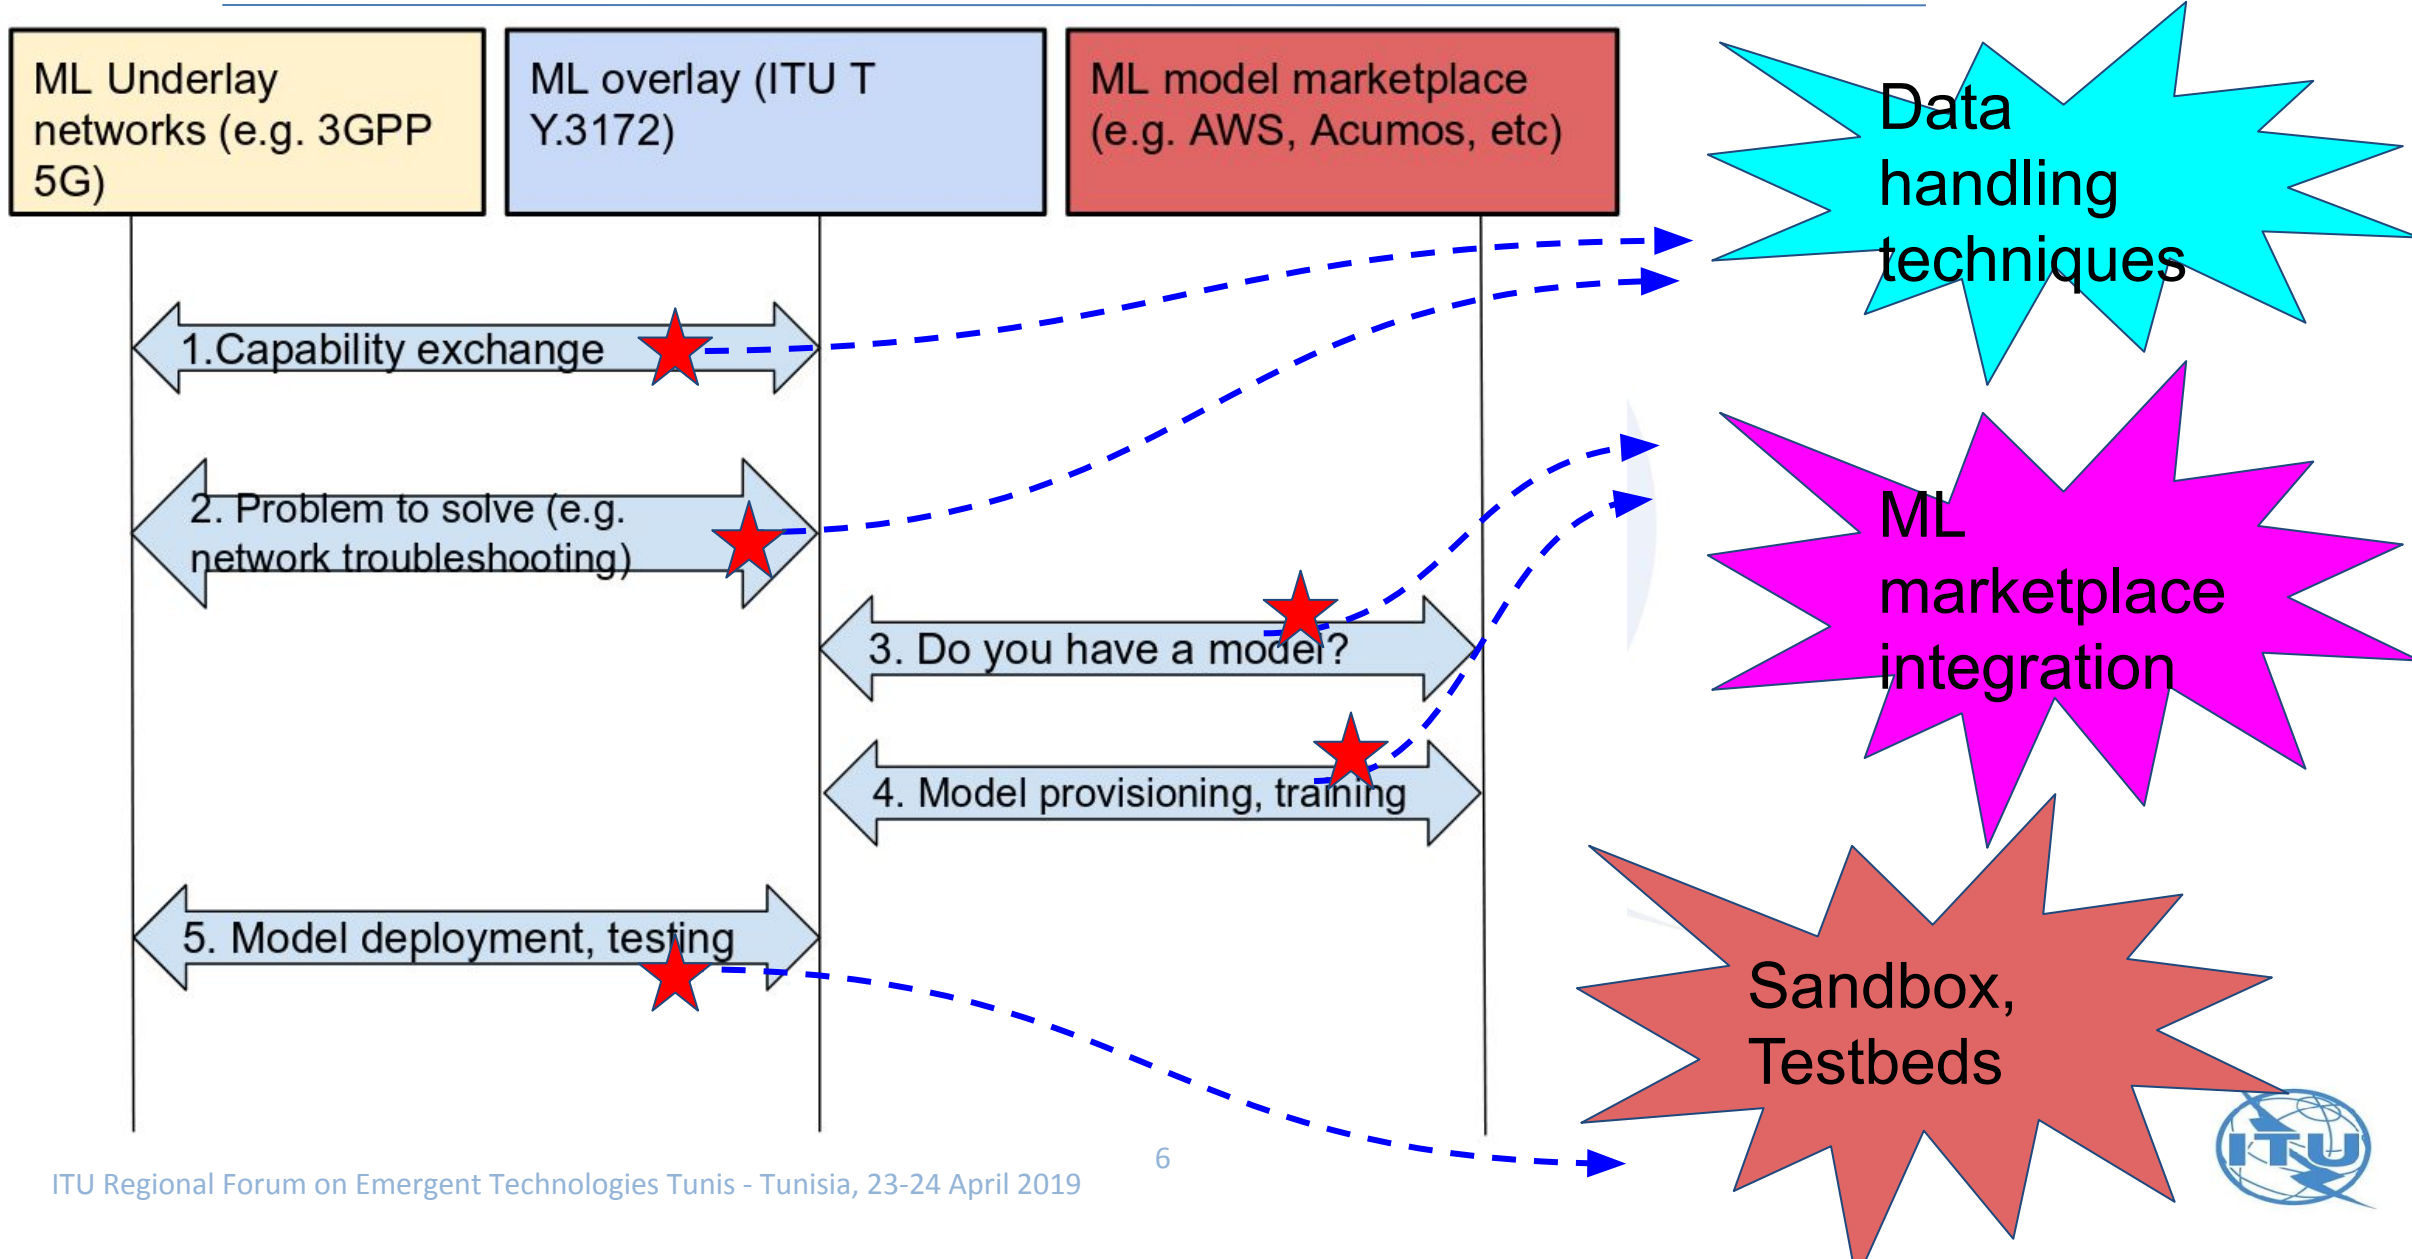 ML Underlay
networks (e.g. 3GPP
5G)
ML overlay (ITU T
Y.3172)
ML model marketplace
(e.g. AWS, Acumos, etc)
Data
handling
techniques
1.Capability exchange
2. Problem to solve (e.g.
network troubleshooting)
3. Do you have a model?
4. Model provisioning, training
5. Model deployment, testing
ML
marketplace
integration
Sandbox,
Testbeds
6
ITU Regional Forum on Emergent Technologies Tunis - Tunisia, 23-24 April 2019
ITU